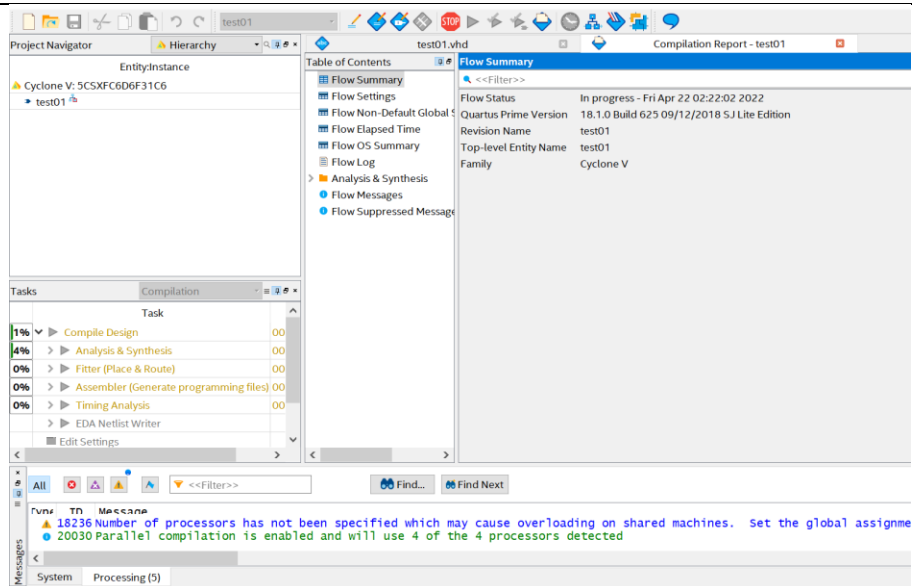 test01
STOP
Project Navigator
Hierarchy
Entity:Instance
Cyclone V: 5CSXFC6D6F31C6
test01
Tasks
Compilation
Task
1% Compile Design 00
4% Analysis & Synthesis 00
0% Fitter (Place & Route) 00
0% Assembler (Generate programming files) 00
0% Timing Analysis 00
EDA Netlist Writer
Edit Settings
test01.vhd
Compilation Report - test01
Table of Contents
Flow Summary
Flow Settings
Flow Non-Default Global S
Flow Elapsed Time
Flow OS Summary
Flow Log
Analysis & Synthesis
Flow Messages
Flow Suppressed Message
Flow Summary
<<Filter>>
Flow Status In progress - Fri Apr 22 02:22:02 2022
Quartus Prime Version 18.1.0 Build 625 09/12/2018 SJ Lite Edition
Revision Name test01
Top-level Entity Name test01
Family Cyclone V
All
<<Filter>>
Find...
Find Next
Type ID Message
18236 Number of processors has not been specified which may cause overloading on shared machines. Set the global assignme
20030 Parallel compilation is enabled and will use 4 of the 4 processors detected
Messages
System
Processing (5)